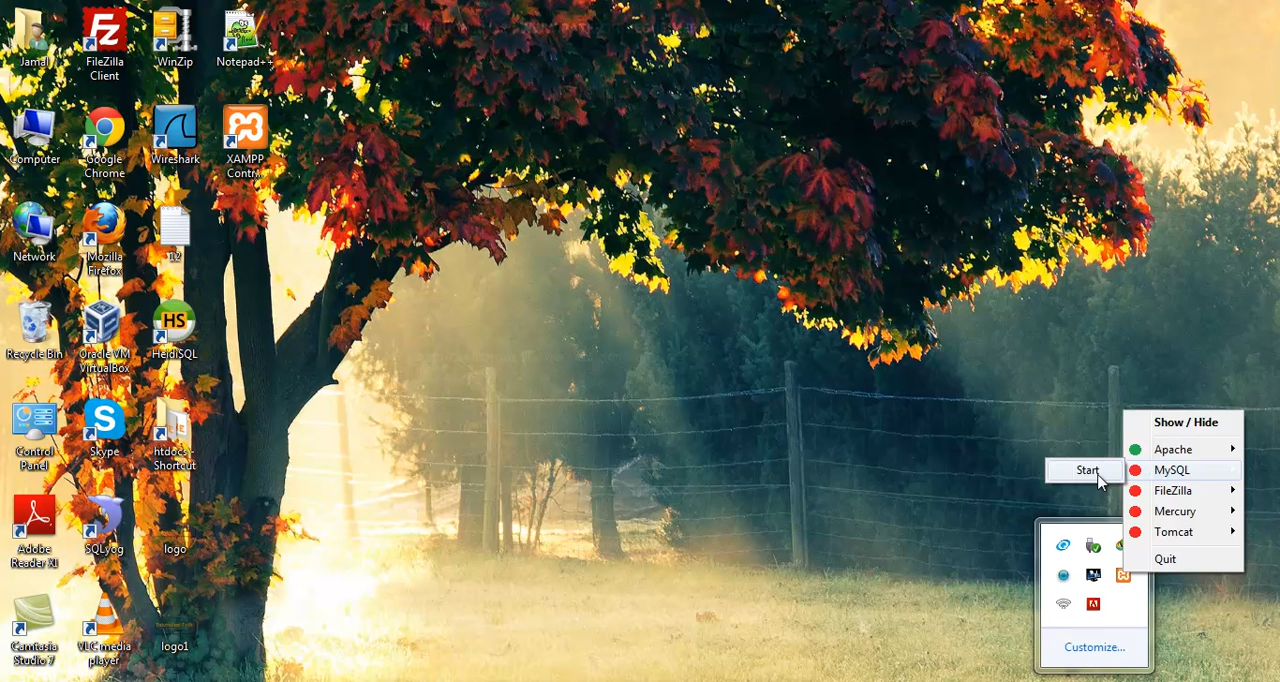 Jamal
FileZilla
Client
WinZip
Notepad++
Computer
Google
Chrome
Wireshark
XAMPP
Contr...
Network
Mozilla
Firefox
12
Recycle Bin
Oracle VM
VirtualBox
HS
HeidiSQL
Control
Panel
Skype
htdocs -
Shortcut
Adobe
Reader XI
SQLyog
logo
Camtasia
Studio 7
VLC media
player
logo1
Show / Hide
Apache
Start
MySQL
FileZilla
Mercury
Tomcat
Quit
Customize...